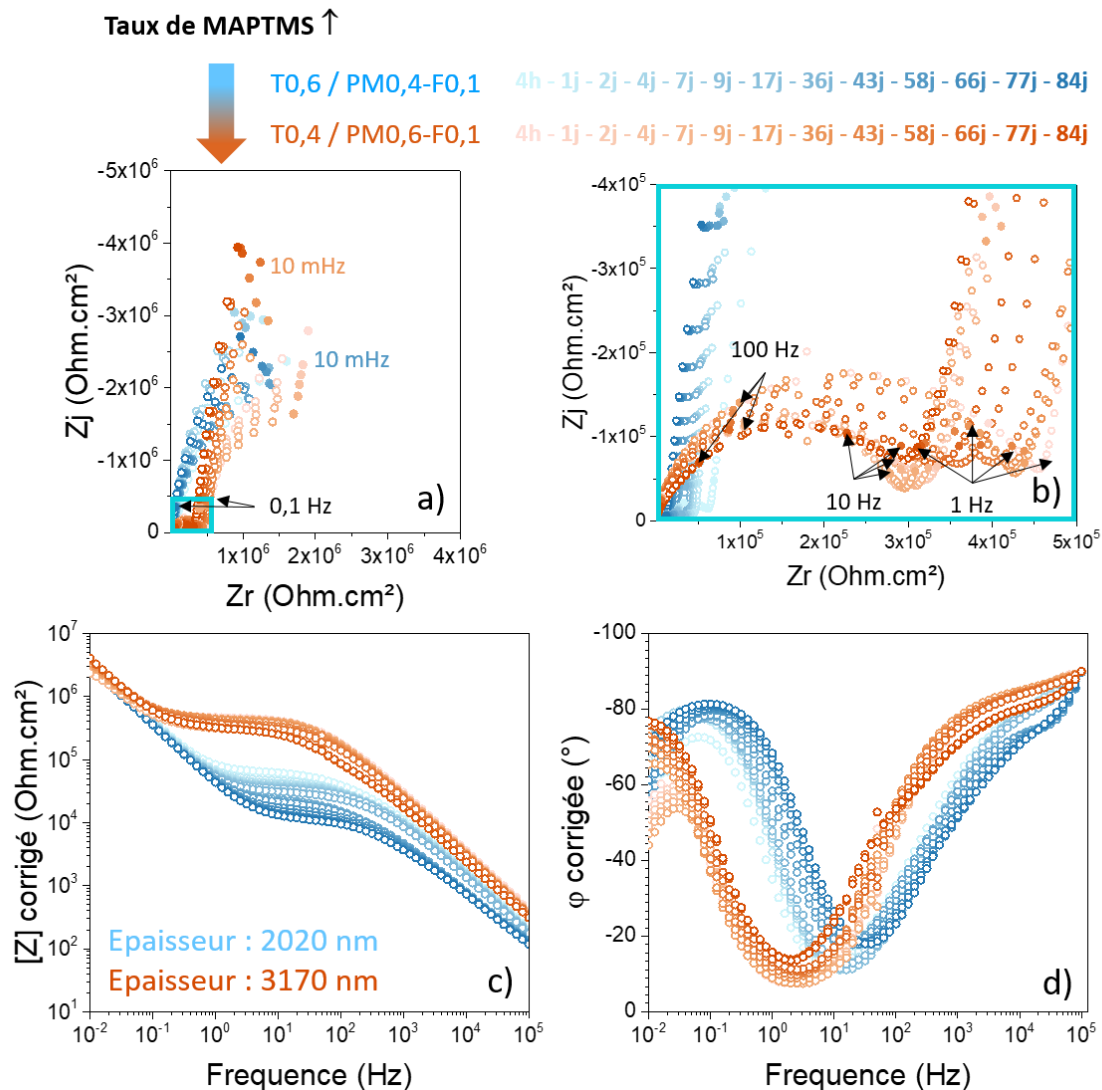 Taux de MAPTMS ↑
T0,6 / PM0,4-F0,1 4h - 1j - 2j - 4j - 7j - 9j - 17j - 36j - 43j - 58j - 66j - 77j - 84j
T0,4 / PM0,6-F0,1 4h - 1j - 2j - 4j - 7j - 9j - 17j - 36j - 43j - 58j - 66j - 77j - 84j
-5x10⁶
-4x10⁶
-3x10⁶
-2x10⁶
-1x10⁶
0
Zj (Ohm.cm²)
10 mHz
10 mHz
0,1 Hz
a)
1x10⁶ 2x10⁶ 3x10⁶ 4x10⁶
Zr (Ohm.cm²)
-4x10⁵
-3x10⁵
-2x10⁵
-1x10⁵
0
Zj (Ohm.cm²)
100 Hz
10 Hz
1 Hz
b)
1x10⁵ 2x10⁵ 3x10⁵ 4x10⁵ 5x10⁵
Zr (Ohm.cm²)
10⁷
10⁶
10⁵
10⁴
10³
10²
10¹
[Z] corrigé (Ohm.cm²)
Epaisseur : 2020 nm
Epaisseur : 3170 nm
c)
10⁻² 10⁻¹ 10⁰ 10¹ 10² 10³ 10⁴ 10⁵
Frequence (Hz)
-100
-80
-60
-40
-20
0
φ corrigée (°)
d)
10⁻² 10⁻¹ 10⁰ 10¹ 10² 10³ 10⁴ 10⁵
Frequence (Hz)